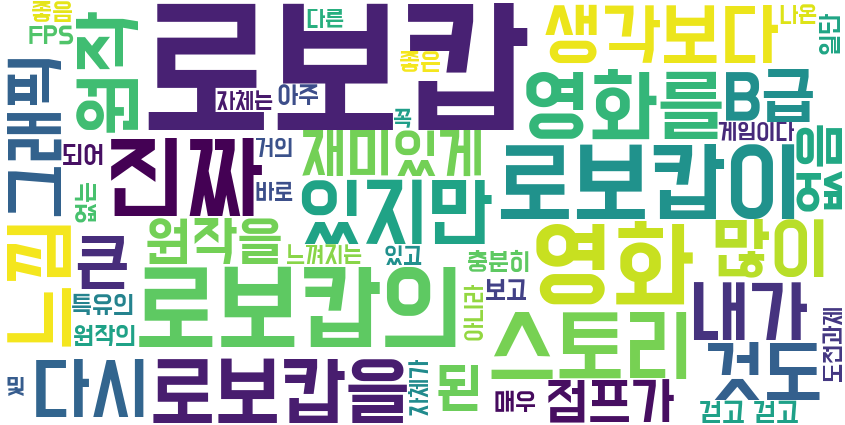 좋음
FPS
원작
로보캅
다른
좋은
생각보다
나온
일단
그래픽
자체는
아주
꼭
영화를
B급
게임이다
되어
진짜
거인
바로
재미있게
있지만
로보캅이
없음
없는
느낌
큰
원작을
느껴지는
있고
충분히
영화
많이
특유의
원작의
로보캅의
보고
아니라
스토리
내가
것도
도전과제
및
다시
로보캅을
자체가
된
매우
점프가
걷고 걷고